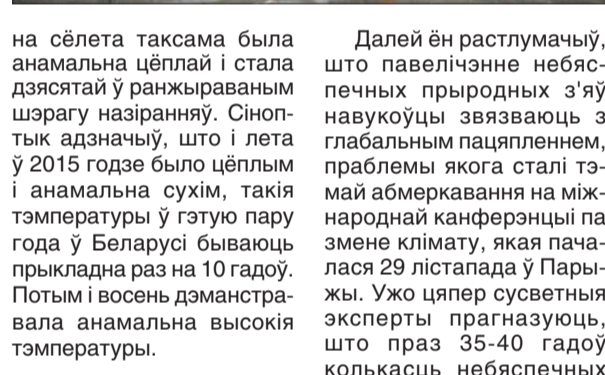 на сёлета таксама была
анамальна цёплай і стала
дзясятай ў ранжыраваным
шэрагу назіранняў. Сіноп-
тык адзначыў, што і лета
ў 2015 годзе было цёплым
і анамальна сухім, такія
тэмпературы ў гэтую пару
года ў Беларусі бываюць
прыкладна раз на 10 гадоў.
Потым і восень дэманстра-
вала анамальна высокія
тэмпературы.
Далей ён растлумачыў,
што павелічэнне небяс-
печных прыродных з'яў
навукоўцы звязваюць з
глабальным пацяпленнем,
праблемы якога сталі тэ-
май абмеркавання на між-
народнай канферэнцыі па
змене клімату, якая пача-
лася 29 лістапада ў Пары-
жы. Ужо цяпер сусветныя
эксперты прагназуюць,
што праз 35-40 гадоў
колькасць небяспечных